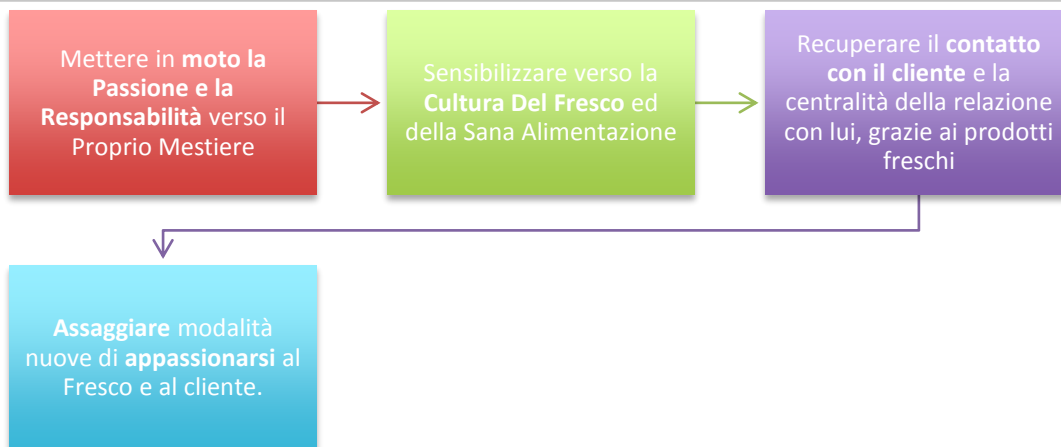 Mettere in moto la
Passione e la
Responsabilità verso il
Proprio Mestiere
Sensibilizzare verso la
Cultura Del Fresco ed
della Sana Alimentazione
Recuperare il contatto
con il cliente e la
centralità della relazione
con lui, grazie ai prodotti
freschi
Assaggiare modalità
nuove di appassionarsi al
Fresco e al cliente.